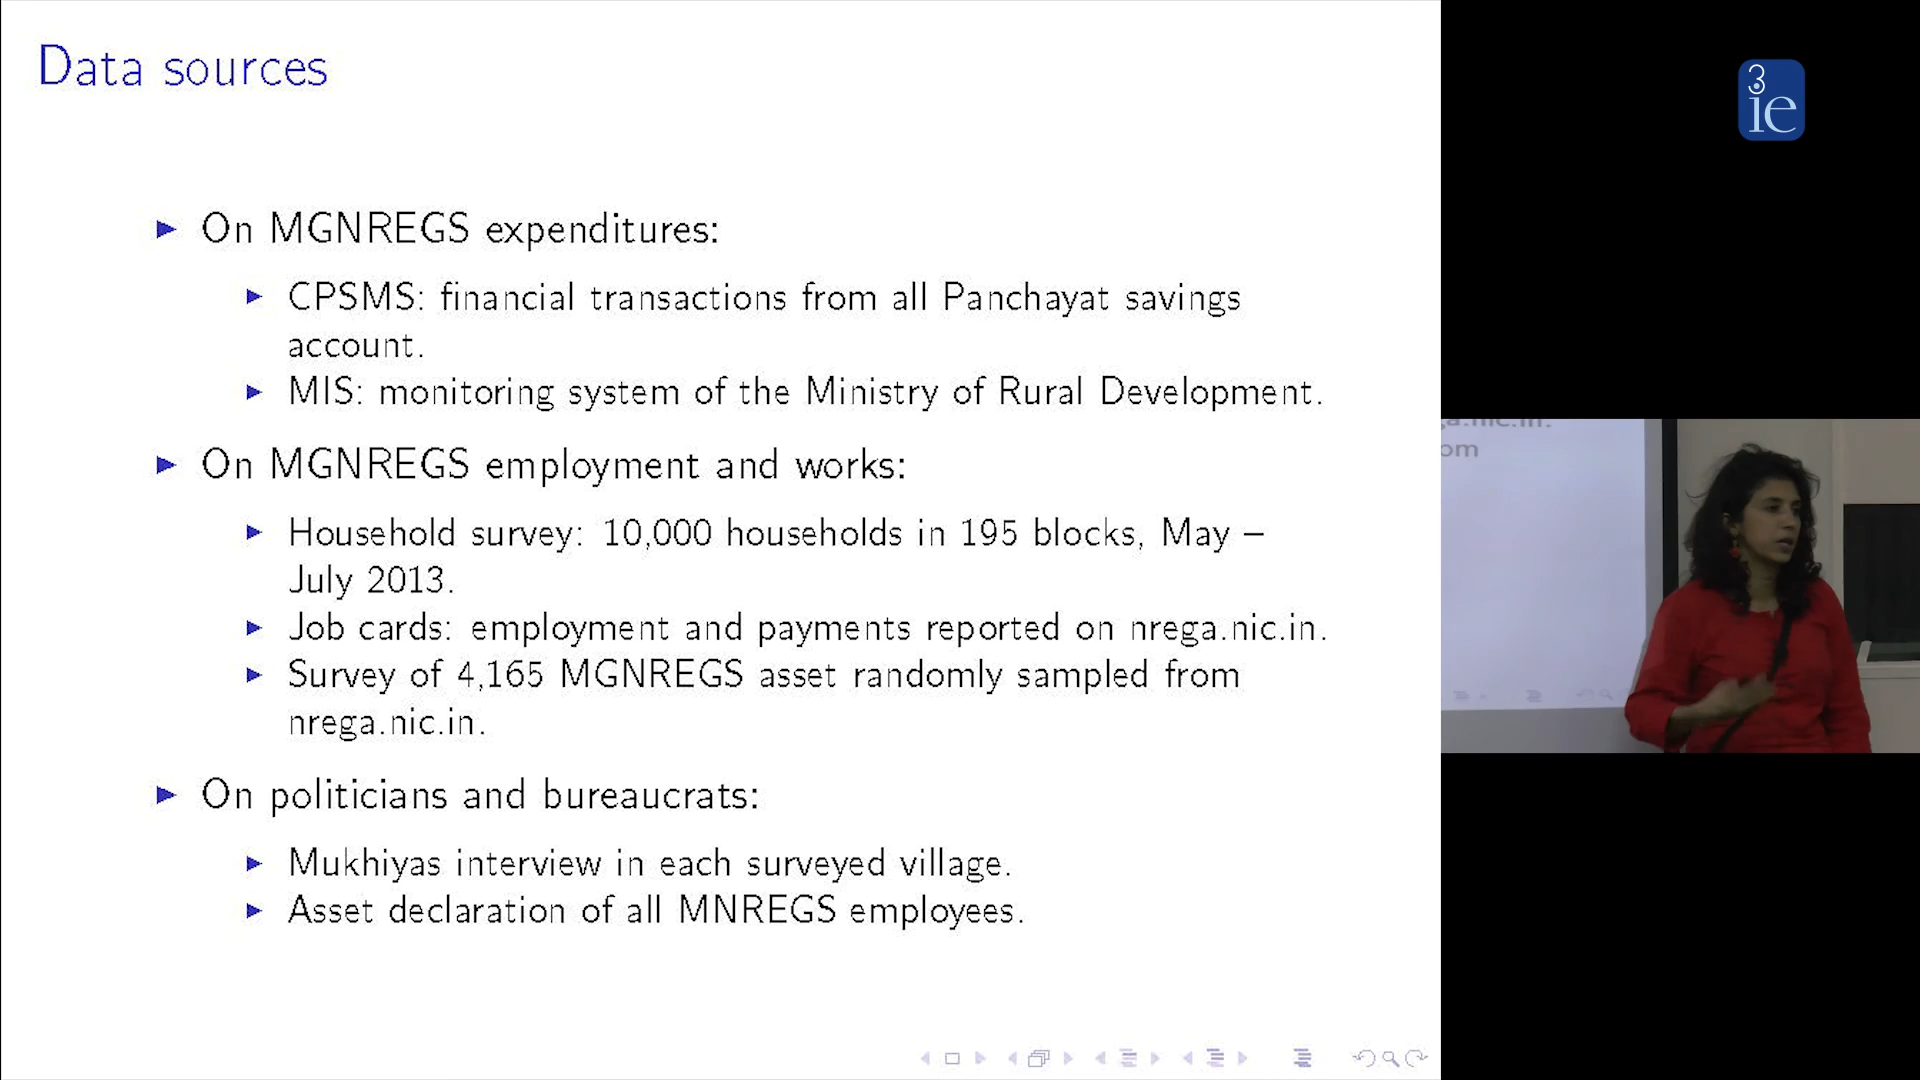 Data sources
On MGNREGS expenditures:
CPSMS: financial transactions from all Panchayat savings
account.
MIS: monitoring system of the Ministry of Rural Development.
On MGNREGS employment and works:
Household survey: 10,000 households in 195 blocks, May –
July 2013.
Job cards: employment and payments reported on nrega.nic.in.
Survey of 4,165 MGNREGS asset randomly sampled from
nrega.nic.in.
On politicians and bureaucrats:
Mukhiyas interview in each surveyed village.
Asset declaration of all MNREGS employees.
3ie
a.nic.in.
om